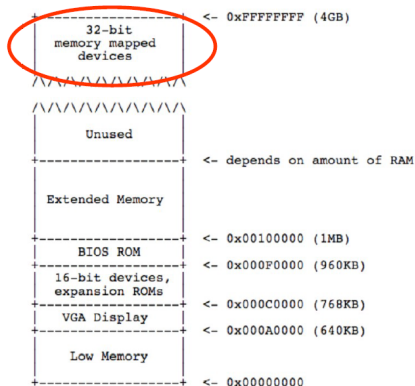 +------------------+ <- 0xFFFFFFFF (4GB)
32-bit
memory mapped
devices
/\/\/\/\/\/\/\/\/\/\
/\/\/\/\/\/\/\/\/\/\
Unused
+------------------+ <- depends on amount of RAM
Extended Memory
+------------------+ <- 0x00100000 (1MB)
BIOS ROM
+------------------+ <- 0x000F0000 (960KB)
16-bit devices,
expansion ROMs
+------------------+ <- 0x000C0000 (768KB)
VGA Display
+------------------+ <- 0x000A0000 (640KB)
Low Memory
+------------------+ <- 0x00000000